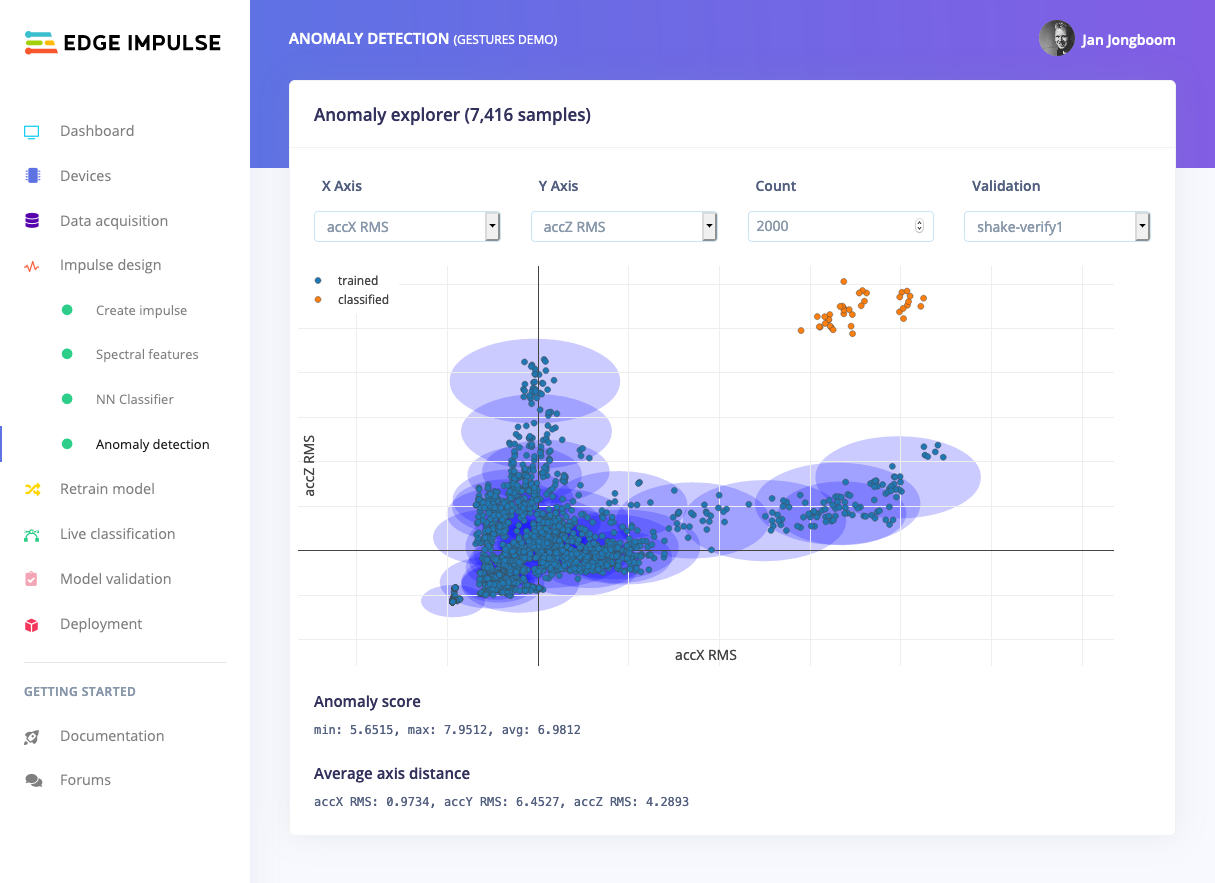 EDGE IMPULSE
ANOMALY DETECTION (GESTURES DEMO)
Jan Jongboom
Dashboard
Devices
Data acquisition
Impulse design
Create impulse
Spectral features
NN Classifier
Anomaly detection
Retrain model
Live classification
Model validation
Deployment
GETTING STARTED
Documentation
Forums
Anomaly explorer (7,416 samples)
X Axis
Y Axis
Count
Validation
accX RMS
accZ RMS
2000
shake-verify1
trained
classified
accZ RMS
accX RMS
Anomaly score
min: 5.6515, max: 7.9512, avg: 6.9812
Average axis distance
accX RMS: 0.9734, accY RMS: 6.4527, accZ RMS: 4.2893